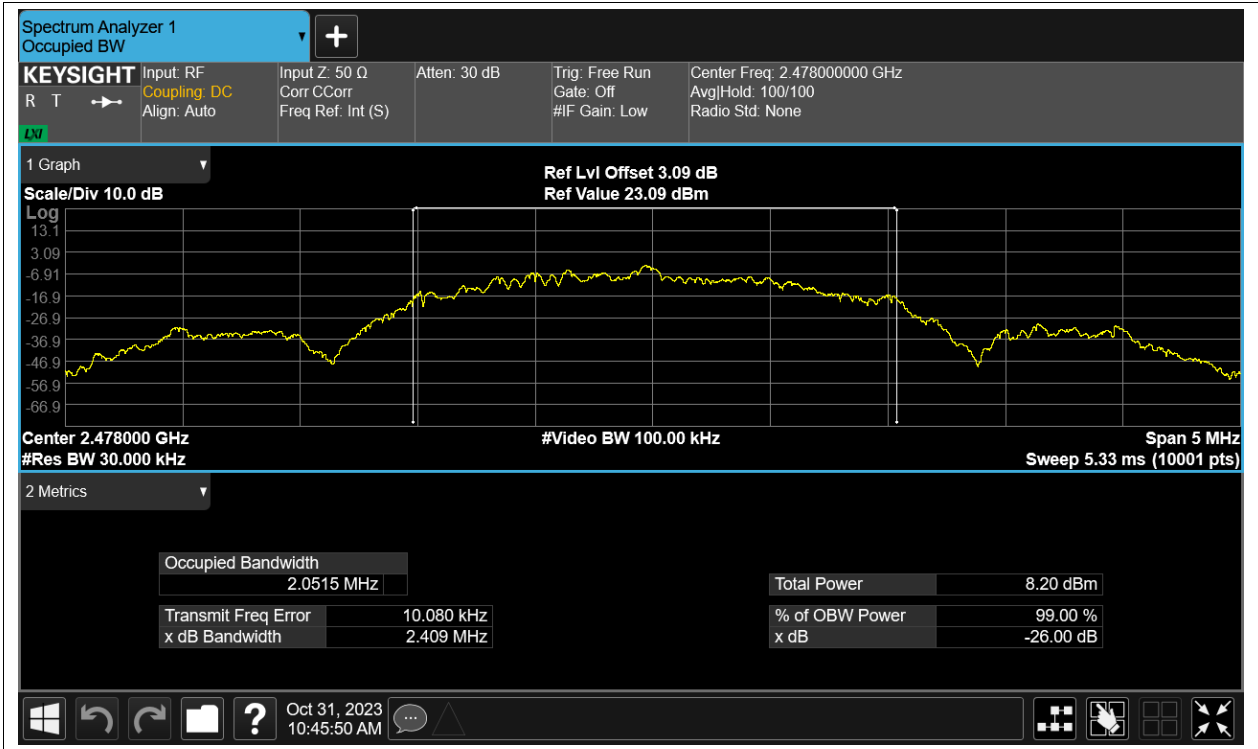 Spectrum Analyzer 1
Occupied BW
KEYSIGHT
R T
LXI
Input: RF
Coupling: DC
Align: Auto
Input Z: 50 Ω
Corr CCorr
Freq Ref: Int (S)
Atten: 30 dB
Trig: Free Run
Gate: Off
#IF Gain: Low
Center Freq: 2.478000000 GHz
Avg|Hold: 100/100
Radio Std: None
1 Graph
Scale/Div 10.0 dB
Ref Lvl Offset 3.09 dB
Ref Value 23.09 dBm
Log
13.1
3.09
-6.91
-16.9
-26.9
-36.9
-46.9
-56.9
-66.9
Center 2.478000 GHz
#Video BW 100.00 kHz
Span 5 MHz
#Res BW 30.000 kHz
Sweep 5.33 ms (10001 pts)
2 Metrics
Occupied Bandwidth
2.0515 MHz
Transmit Freq Error 10.080 kHz
x dB Bandwidth 2.409 MHz
Total Power 8.20 dBm
% of OBW Power 99.00 %
x dB -26.00 dB
?
Oct 31, 2023
10:45:50 AM